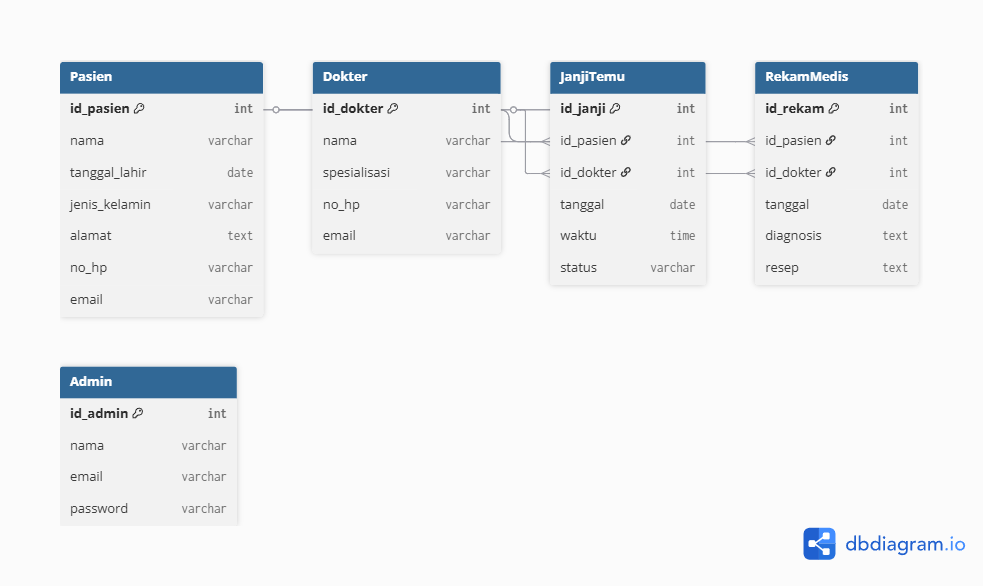 Pasien
id_pasien int
nama varchar
tanggal_lahir date
jenis_kelamin varchar
alamat text
no_hp varchar
email varchar
Dokter
id_dokter int
nama varchar
spesialisasi varchar
no_hp varchar
email varchar
JanjiTemu
id_janji int
id_pasien int
id_dokter int
tanggal date
waktu time
status varchar
RekamMedis
id_rekam int
id_pasien int
id_dokter int
tanggal date
diagnosis text
resep text
Admin
id_admin int
nama varchar
email varchar
password varchar
dbdiagram.io